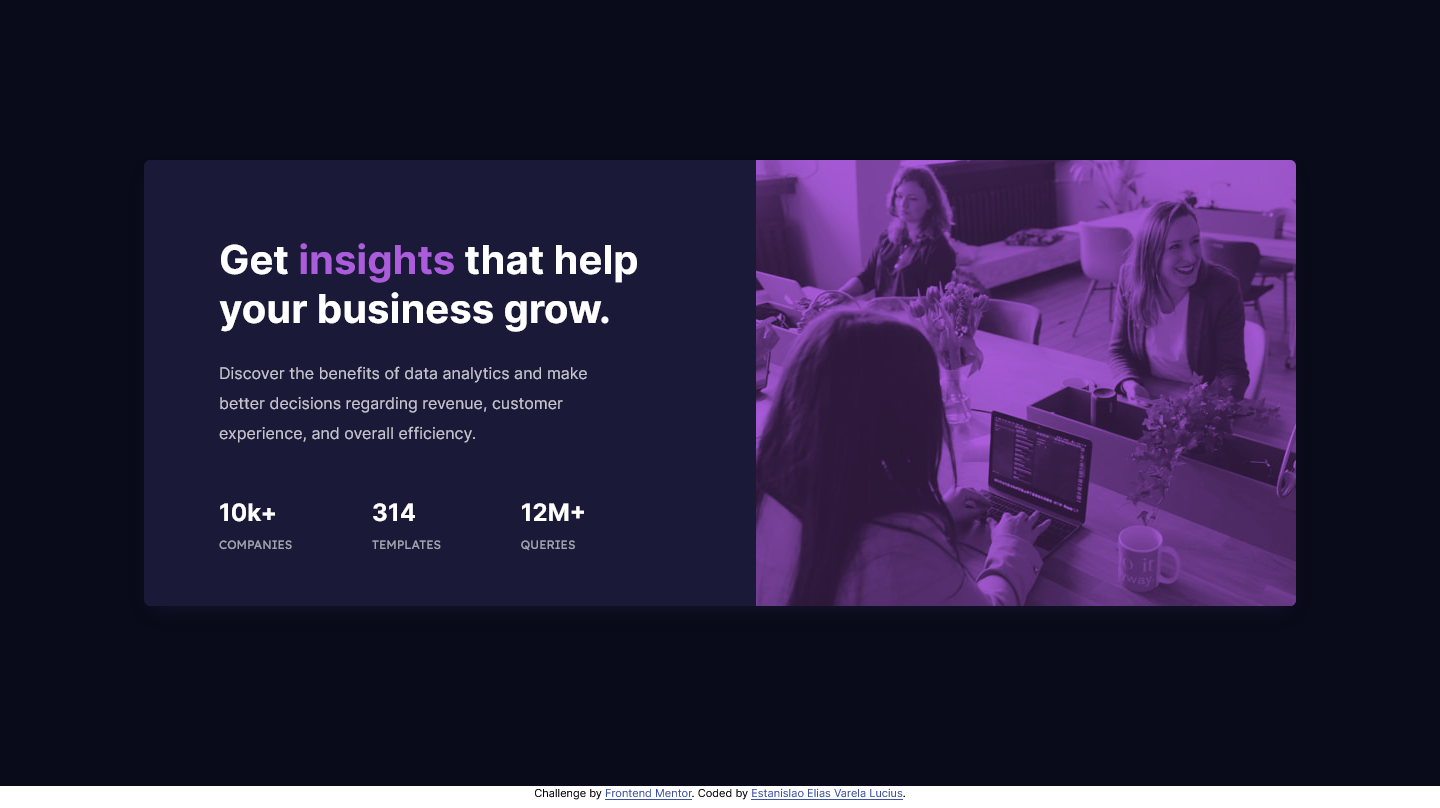 Get insights that help
your business grow.
Discover the benefits of data analytics and make
better decisions regarding revenue, customer
experience, and overall efficiency.
10k+ 314 12M+
COMPANIES TEMPLATES QUERIES
Challenge by Frontend Mentor. Coded by Estanislao Elias Varela Lucius.